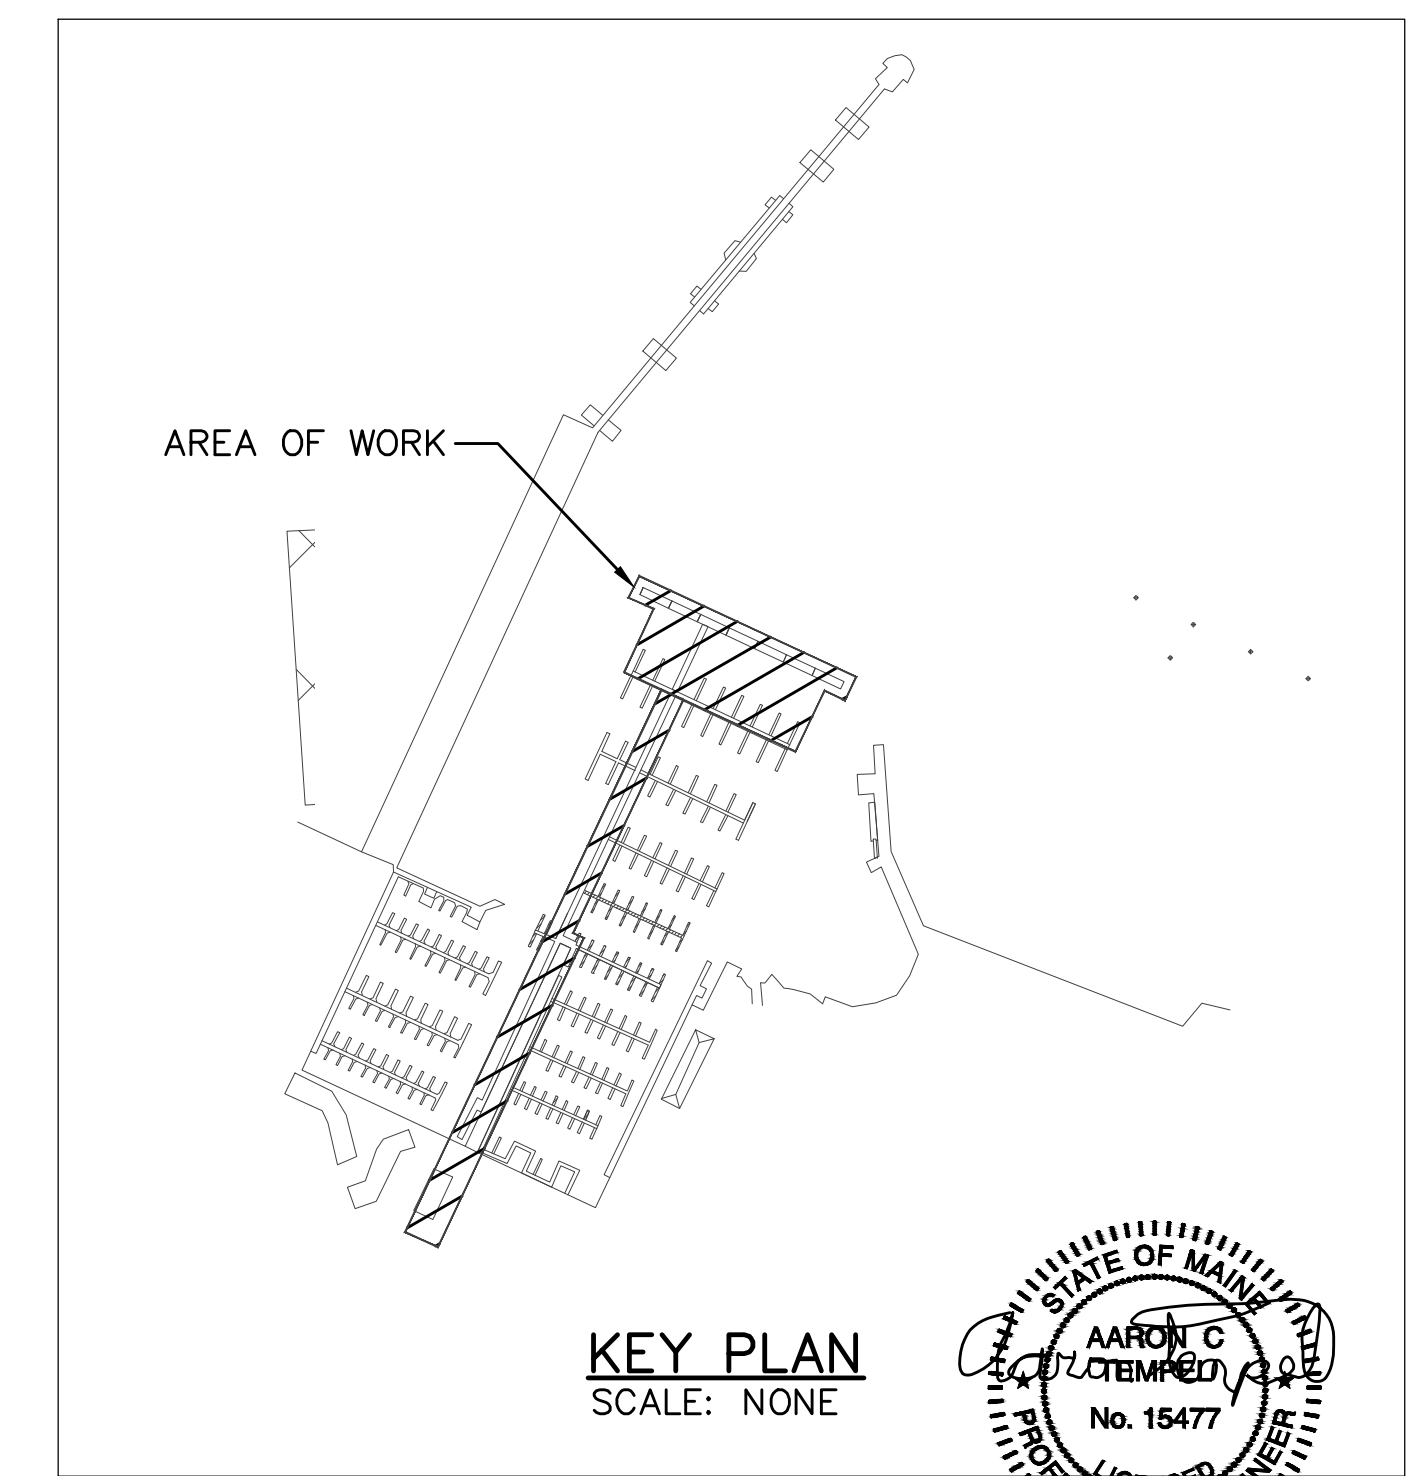 AREA OF WORK
KEY PLAN
SCALE: NONE
STATE OF MAINE
AARON C
TEMPEL
No. 15477